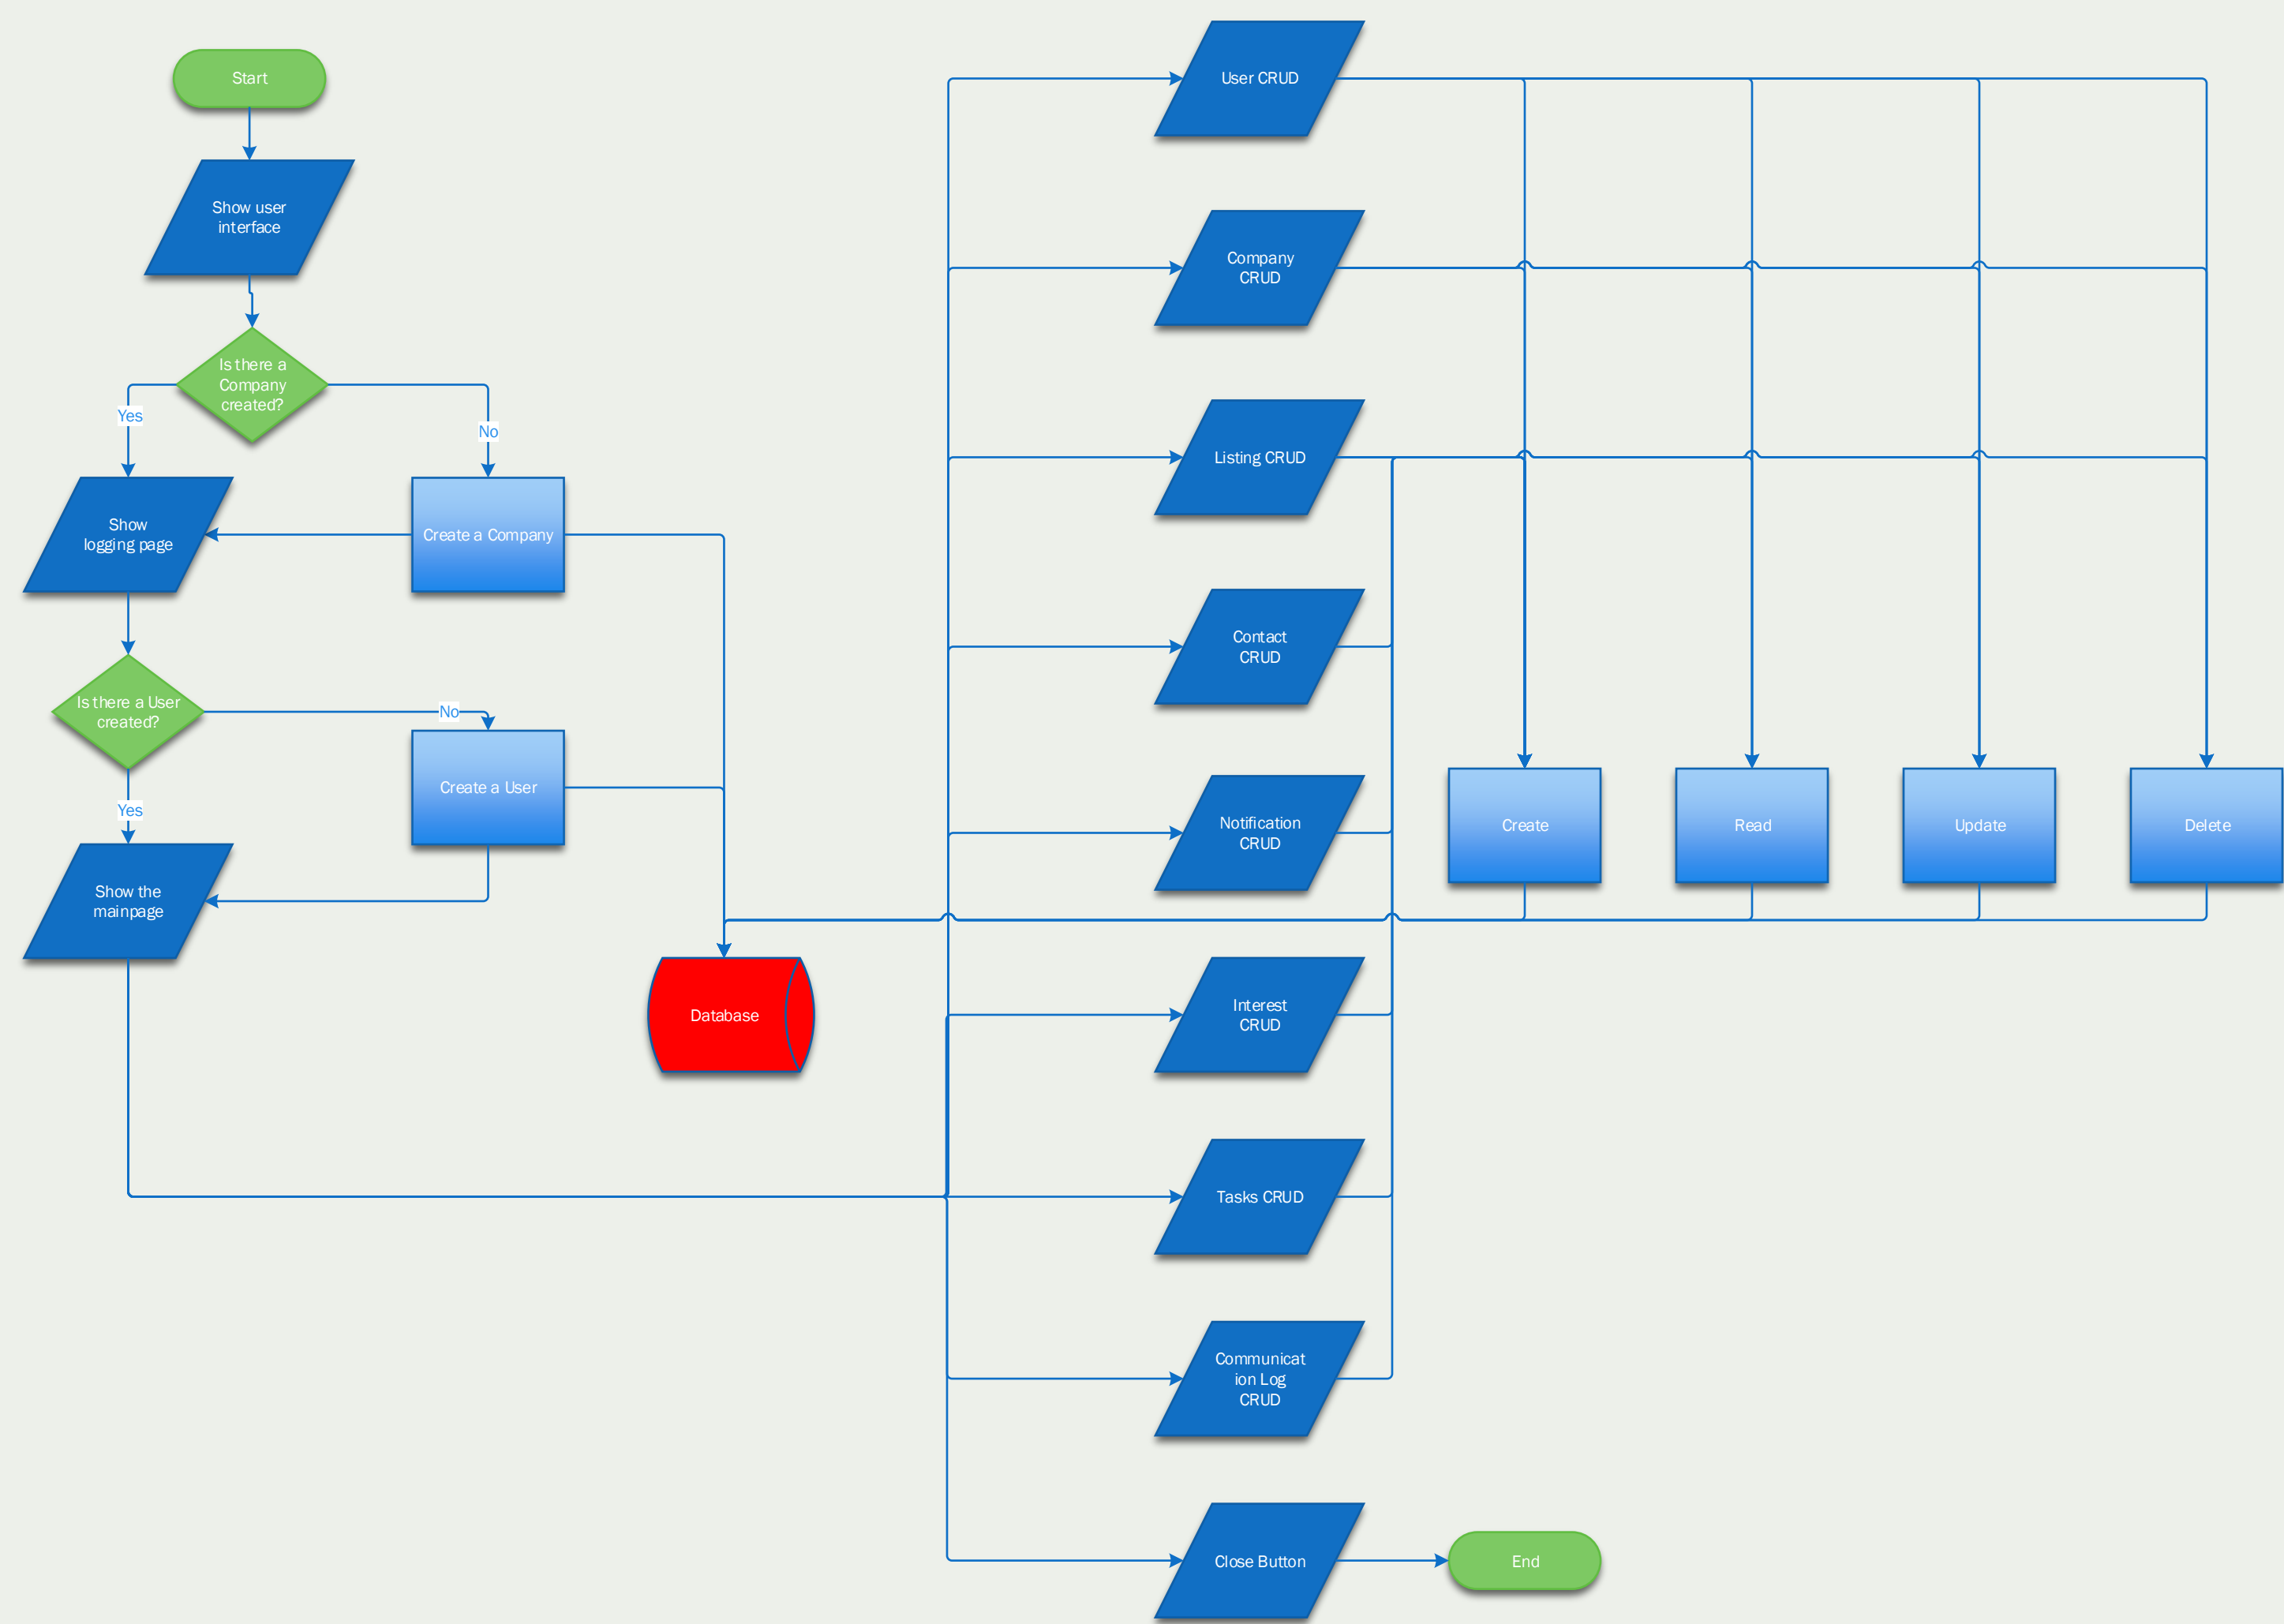 Start
Show user
interface
Is there a
Company
created?
Yes
No
Show
logging page
Create a Company
Is there a User
created?
No
Yes
Create a User
Show the
mainpage
Database
User CRUD
Company
CRUD
Listing CRUD
Contact
CRUD
Notification
CRUD
Interest
CRUD
Tasks CRUD
Communicat
ion Log
CRUD
Close Button
Create
Read
Update
Delete
End